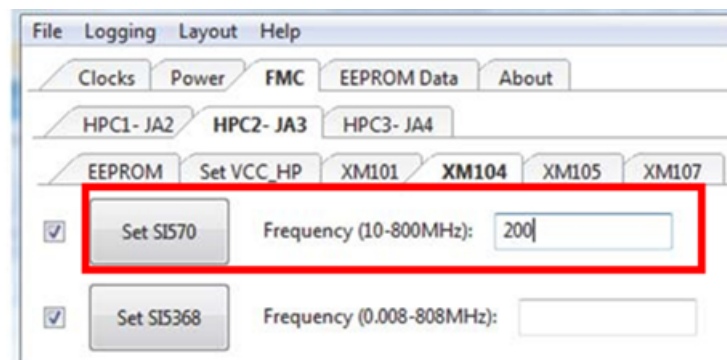 File Logging Layout Help
Clocks Power FMC EEPROM Data About
HPC1- JA2 HPC2- JA3 HPC3- JA4
EEPROM Set VCC_HP XM101 XM104 XM105 XM107
Set SI570 Frequency (10-800MHz): 200
Set SI5368 Frequency (0.008-808MHz):